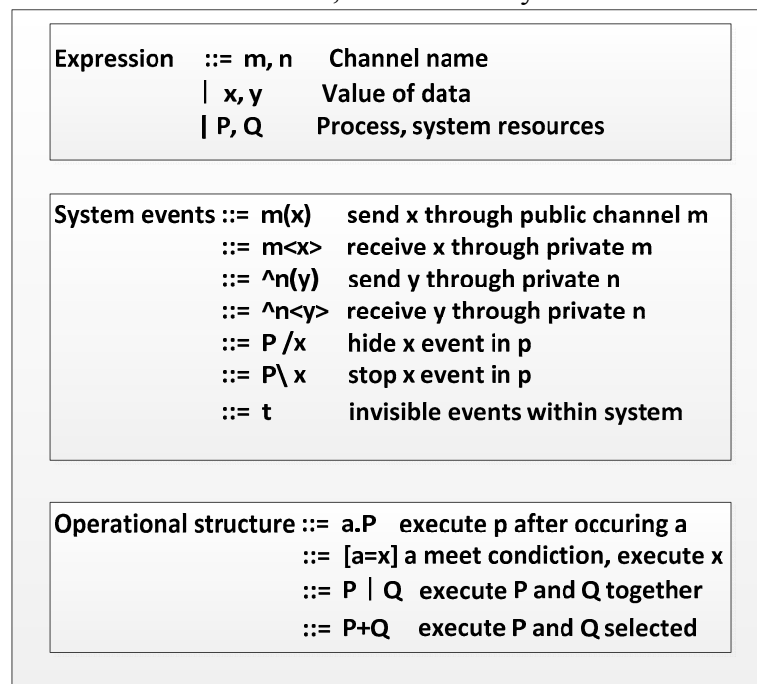 Expression ::= m, n Channel name
| x, y Value of data
| P, Q Process, system resources
System events ::= m(x) send x through public channel m
::= m<x> receive x through private m
::= ^n(y) send y through private n
::= ^n<y> receive y through private n
::= P /x hide x event in p
::= P\ x stop x event in p
::= t invisible events within system
Operational structure ::= a.P execute p after occuring a
::= [a=x] a meet condiction, execute x
::= P | Q execute P and Q together
::= P+Q execute P and Q selected